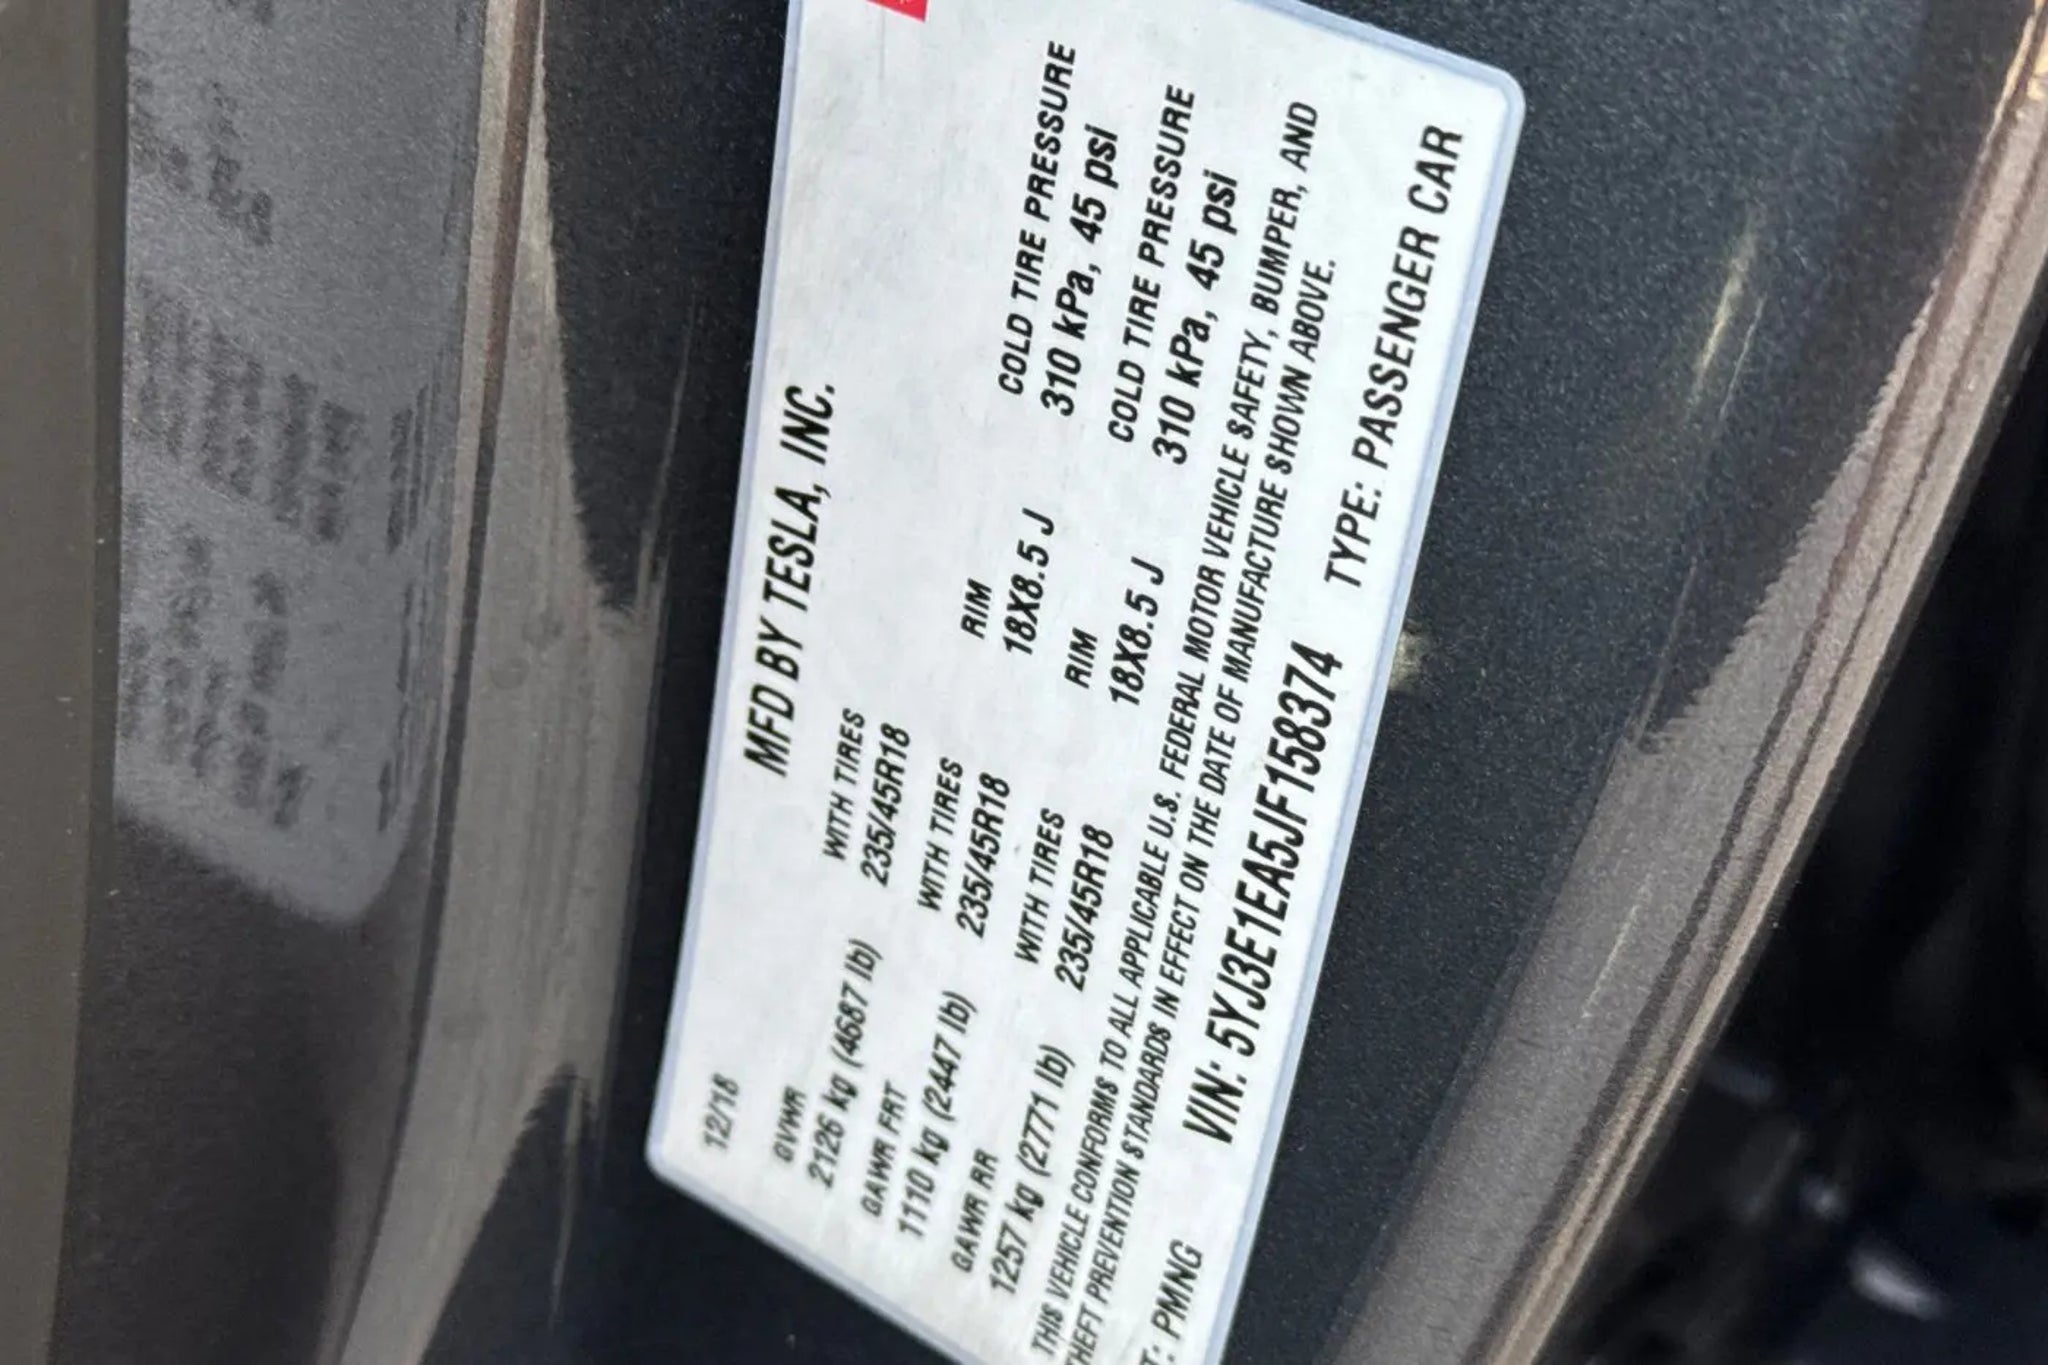 MFD BY TESLA, INC.
12/18
GVWR WITH TIRES
2126 kg (4687 lb) 235/45R18
GAWR FRT WITH TIRES RIM COLD TIRE PRESSURE
1110 kg (2447 lb) 235/45R18 18X8.5 J 310 kPa, 45 psi
GAWR RR WITH TIRES RIM COLD TIRE PRESSURE
1257 kg (2771 lb) 235/45R18 18X8.5 J 310 kPa, 45 psi
THIS VEHICLE CONFORMS TO ALL APPLICABLE U.S. FEDERAL MOTOR VEHICLE SAFETY, BUMPER, AND
THEFT PREVENTION STANDARDS IN EFFECT ON THE DATE OF MANUFACTURE SHOWN ABOVE.
T: PMNG VIN: 5YJ3E1EA5JF158374 TYPE: PASSENGER CAR